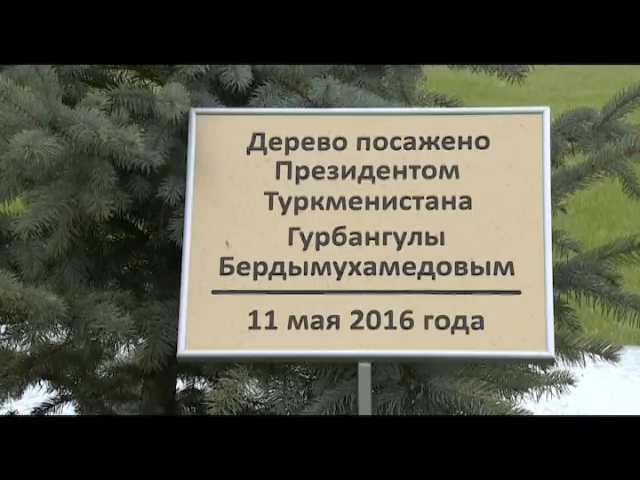 Дерево посажено
Президентом
Туркменистана
Гурбангулы
Бердымухамедовым
11 мая 2016 года